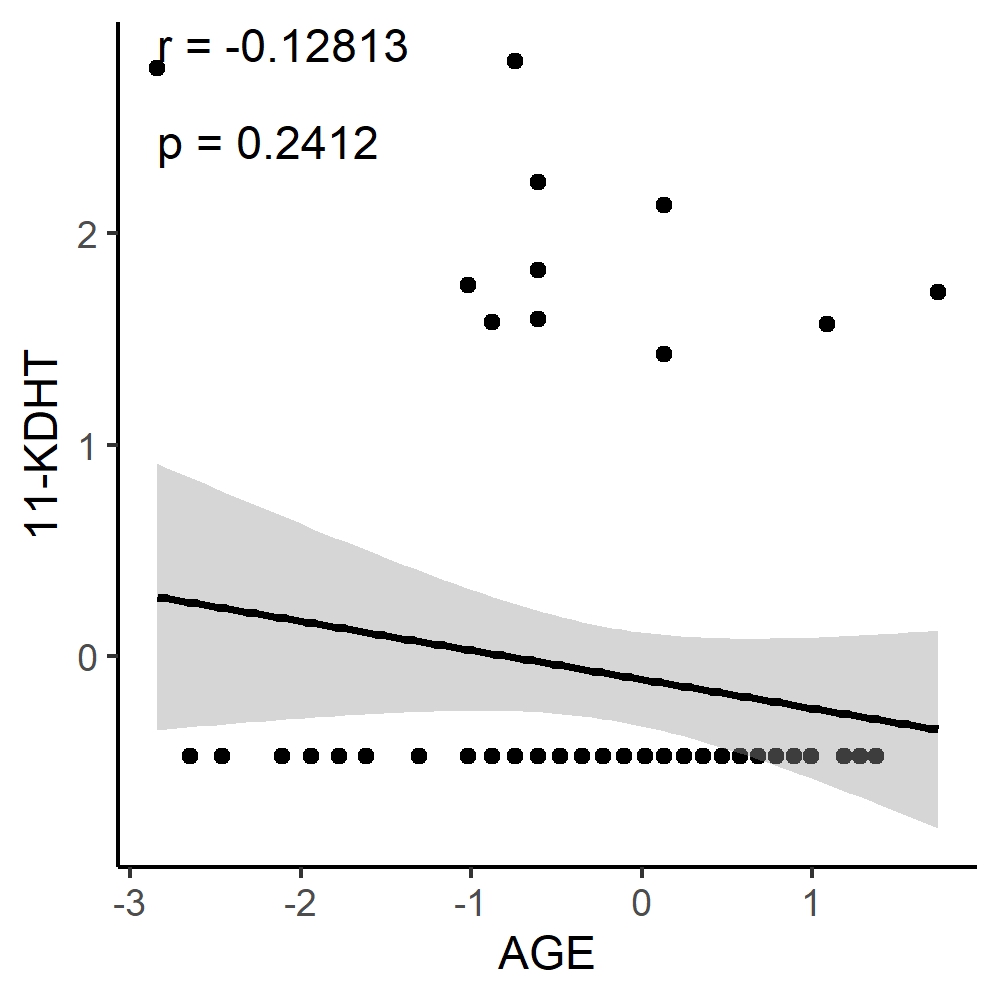 r = -0.12813
p = 0.2412
2
1
0
11-KDHT
-3 -2 -1 0 1
AGE